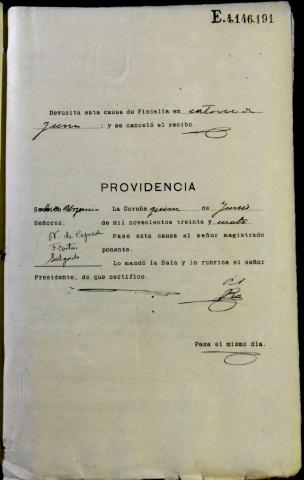 E.4.146.191
Devuelta esta causa de Fiscalía en catorce de
Junio : y se canceló el recibo.
PROVIDENCIA
La Coruña quince de Junio
Señores: de mil novecientos treinta y cuatro
Pase esta causa al señor magistrado
ponente.
Salgado
Lo mandó la Sala y lo rubrica el señor
Presidente, de que certifico.
Pasa el mismo día.